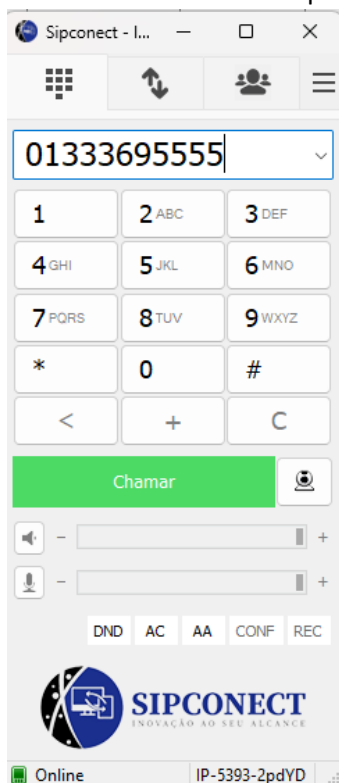 Sipconect - I...
01333695555
1 2 ABC 3 DEF
4 GHI 5 JKL 6 MNO
7 PQRS 8 TUV 9 WXYZ
* 0 #
< + C
Chamar
- +
- +
DND AC AA CONF REC
SIPCONECT
INOVAÇÃO AO SEU ALCANCE
Online IP-5393-2pdYD